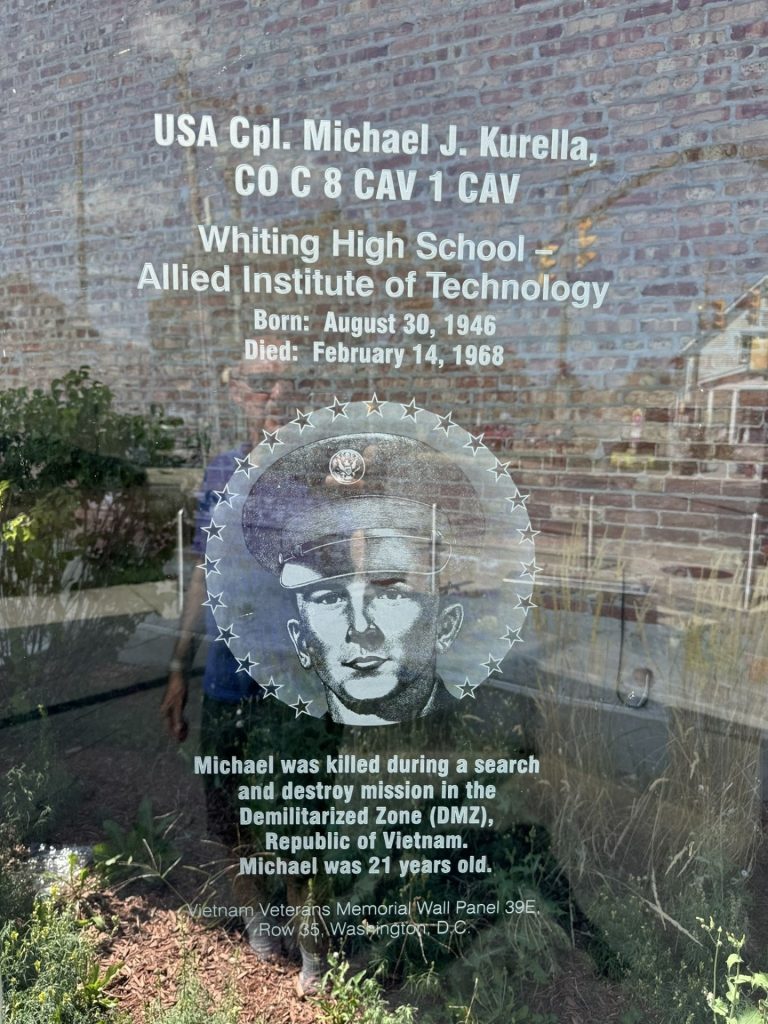 USA Cpl. Michael J. Kurella,
CO C 8 CAV 1 CAV
Whiting High School –
Allied Institute of Technology
Born: August 30, 1946
Died: February 14, 1968
Michael was killed during a search
and destroy mission in the
Demilitarized Zone (DMZ),
Republic of Vietnam.
Michael was 21 years old.
Vietnam Veterans Memorial Wall Panel 39E,
Row 35, Washington, D.C.